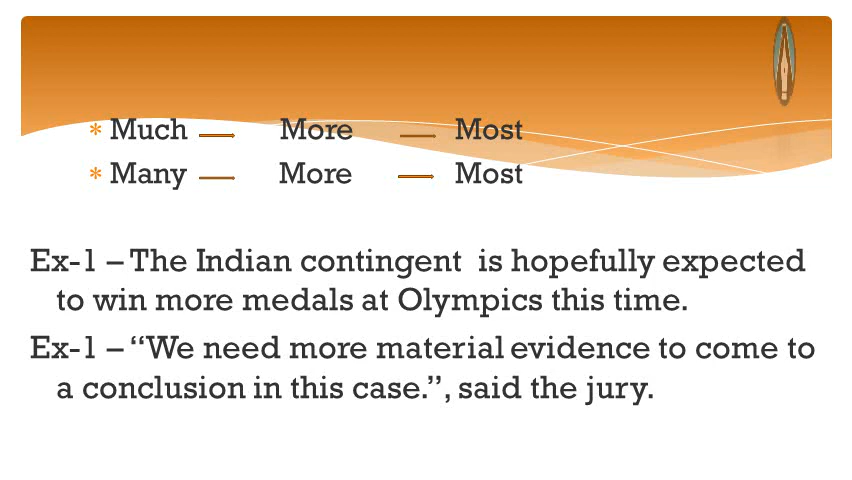 * Much → More → Most
* Many → More → Most
Ex-1 – The Indian contingent is hopefully expected
to win more medals at Olympics this time.
Ex-1 – “We need more material evidence to come to
a conclusion in this case.”, said the jury.